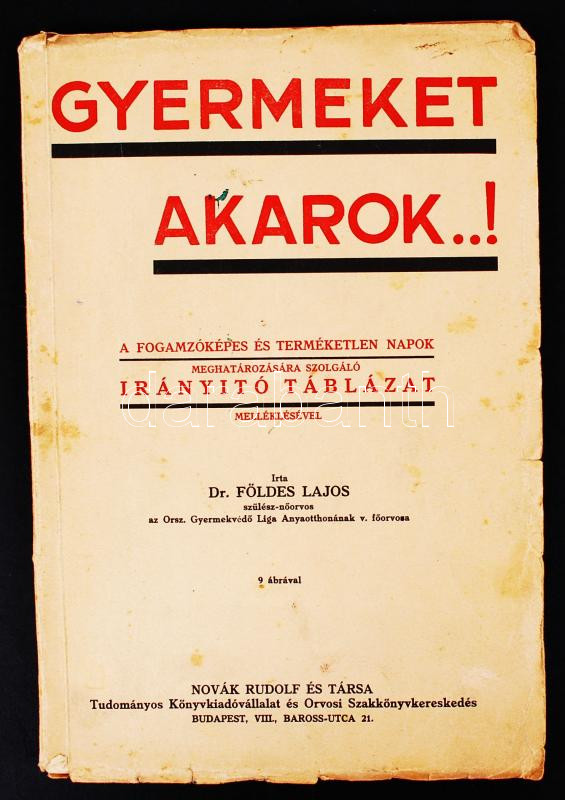 GYERMEKET
AKAROK..!
A FOGAMZÓKÉPES ÉS TERMÉKETLEN NAPOK
MEGHATÁROZÁSÁRA SZOLGÁLÓ
IRÁNYITÓ TÁBLÁZAT
MELLÉKLÉSÉVEL
darabanth
Irta
Dr. FÖLDES LAJOS
szülész-nőorvos
az Orsz. Gyermekvédő Liga Anyaotthonának v. főorvosa
9 ábrával
NOVÁK RUDOLF ÉS TÁRSA
Tudományos Könyvkiadóvállalat és Orvosi Szakkönyvkereskedés
BUDAPEST, VIII., BAROSS-UTCA 21.